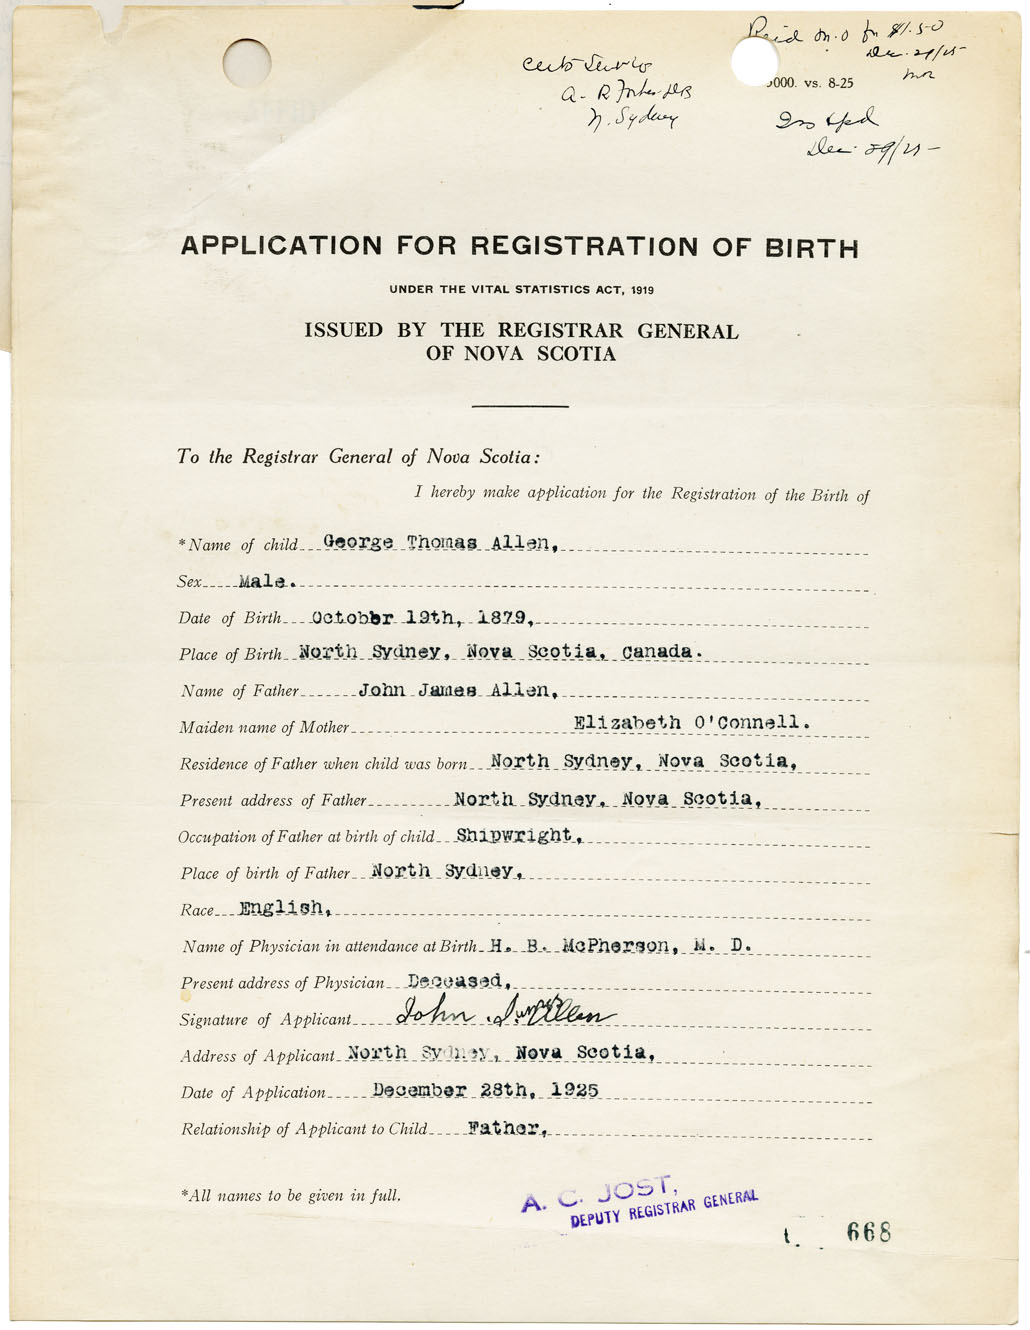 Paid M.O for $1.50
Dec. 29/25
000. vs. 8-25
A. R Forbes
N. Sydney
Dec. 29/25
APPLICATION FOR REGISTRATION OF BIRTH
UNDER THE VITAL STATISTICS ACT, 1919
ISSUED BY THE REGISTRAR GENERAL
OF NOVA SCOTIA
To the Registrar General of Nova Scotia:
I hereby make application for the Registration of the Birth of
*Name of child George Thomas Allen,
Sex Male.
Date of Birth October 19th, 1879,
Place of Birth North Sydney, Nova Scotia, Canada.
Name of Father John James Allen,
Maiden name of Mother Elizabeth O'Connell.
Residence of Father when child was born North Sydney, Nova Scotia,
Present address of Father North Sydney, Nova Scotia,
Occupation of Father at birth of child Shipwright,
Place of birth of Father North Sydney,
Race English,
Name of Physician in attendance at Birth H. B. McPherson, M. D.
Present address of Physician Deceased,
Signature of Applicant John James Allen
Address of Applicant North Sydney, Nova Scotia,
Date of Application December 28th, 1925
Relationship of Applicant to Child Father,
*All names to be given in full.
A. C. JOST,
DEPUTY REGISTRAR GENERAL
668